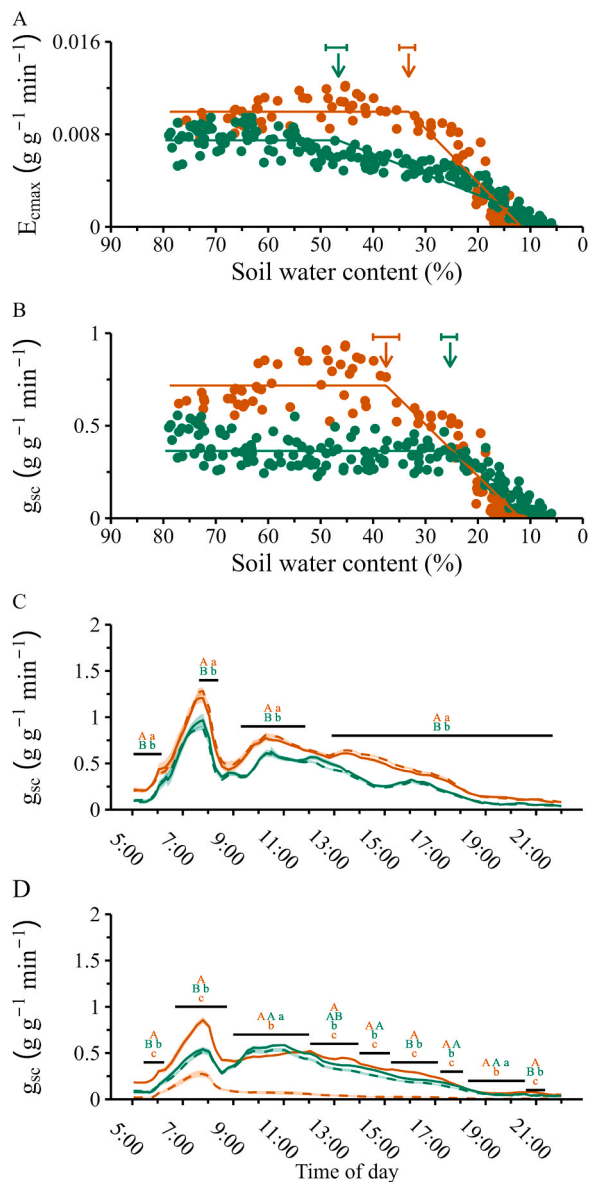 A
0.016
0.008
0
E_cmax (g g⁻¹ min⁻¹)
90 80 70 60 50 40 30 20 10 0
Soil water content (%)
B
1
0.5
0
g_sc (g g⁻¹ min⁻¹)
90 80 70 60 50 40 30 20 10 0
Soil water content (%)
C
2
1.5
1
0.5
0
g_sc (g g⁻¹ min⁻¹)
A a
B b
A a
B b
A a
B b
A a
B b
5:00 7:00 9:00 11:00 13:00 15:00 17:00 19:00 21:00
D
2
1.5
1
0.5
0
g_sc (g g⁻¹ min⁻¹)
A
B b
c
A
B b
c
A A a
b
A
AB
b
c
A A
b
c
A
B b
c
A A
b
c
A A a
b
A
B b
c
5:00 7:00 9:00 11:00 13:00 15:00 17:00 19:00 21:00
Time of day